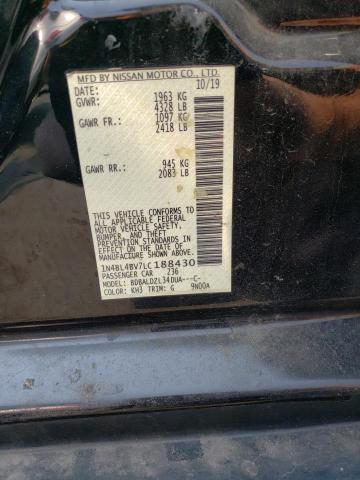 MFD BY NISSAN MOTOR CO., LTD.
DATE: 10/19
GVWR: 1963 KG
4328 LB
GAWR FR.: 1097 KG
2418 LB
GAWR RR.: 945 KG
2083 LB
THIS VEHICLE CONFORMS
TO ALL APPLICABLE FEDERAL
MOTOR VEHICLE SAFETY,
BUMPER, AND THEFT
PREVENTION STANDARDS
IN EFFECT ON THE DATE OF
MANUFACTURE SHOWN ABOVE.
1N4BL4BV7LC188430
PASSENGER CAR 236
MODEL: BDBALDZL34DUA---C-
COLOR: KH3 TRIM: G 9N00A